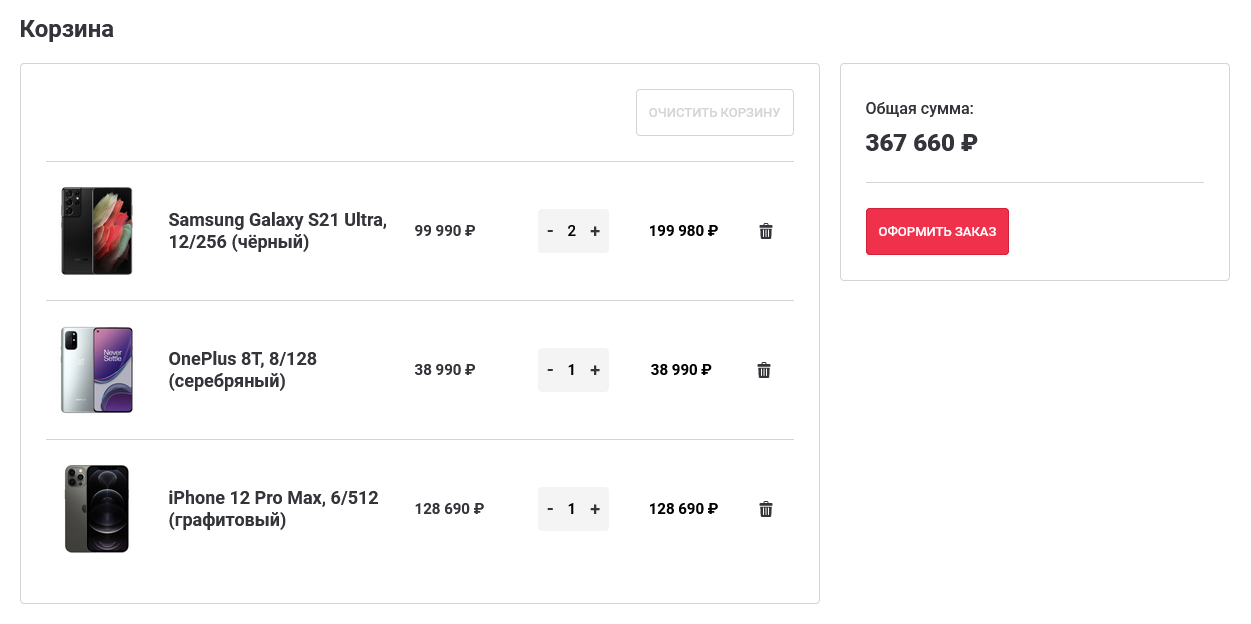 Корзина
ОЧИСТИТЬ КОРЗИНУ
Samsung Galaxy S21 Ultra,
12/256 (чёрный)
99 990 ₽
- 2 +
199 980 ₽
Never
Settle
OnePlus 8T, 8/128
(серебряный)
38 990 ₽
- 1 +
38 990 ₽
iPhone 12 Pro Max, 6/512
(графитовый)
128 690 ₽
- 1 +
128 690 ₽
Общая сумма:
367 660 ₽
ОФОРМИТЬ ЗАКАЗ